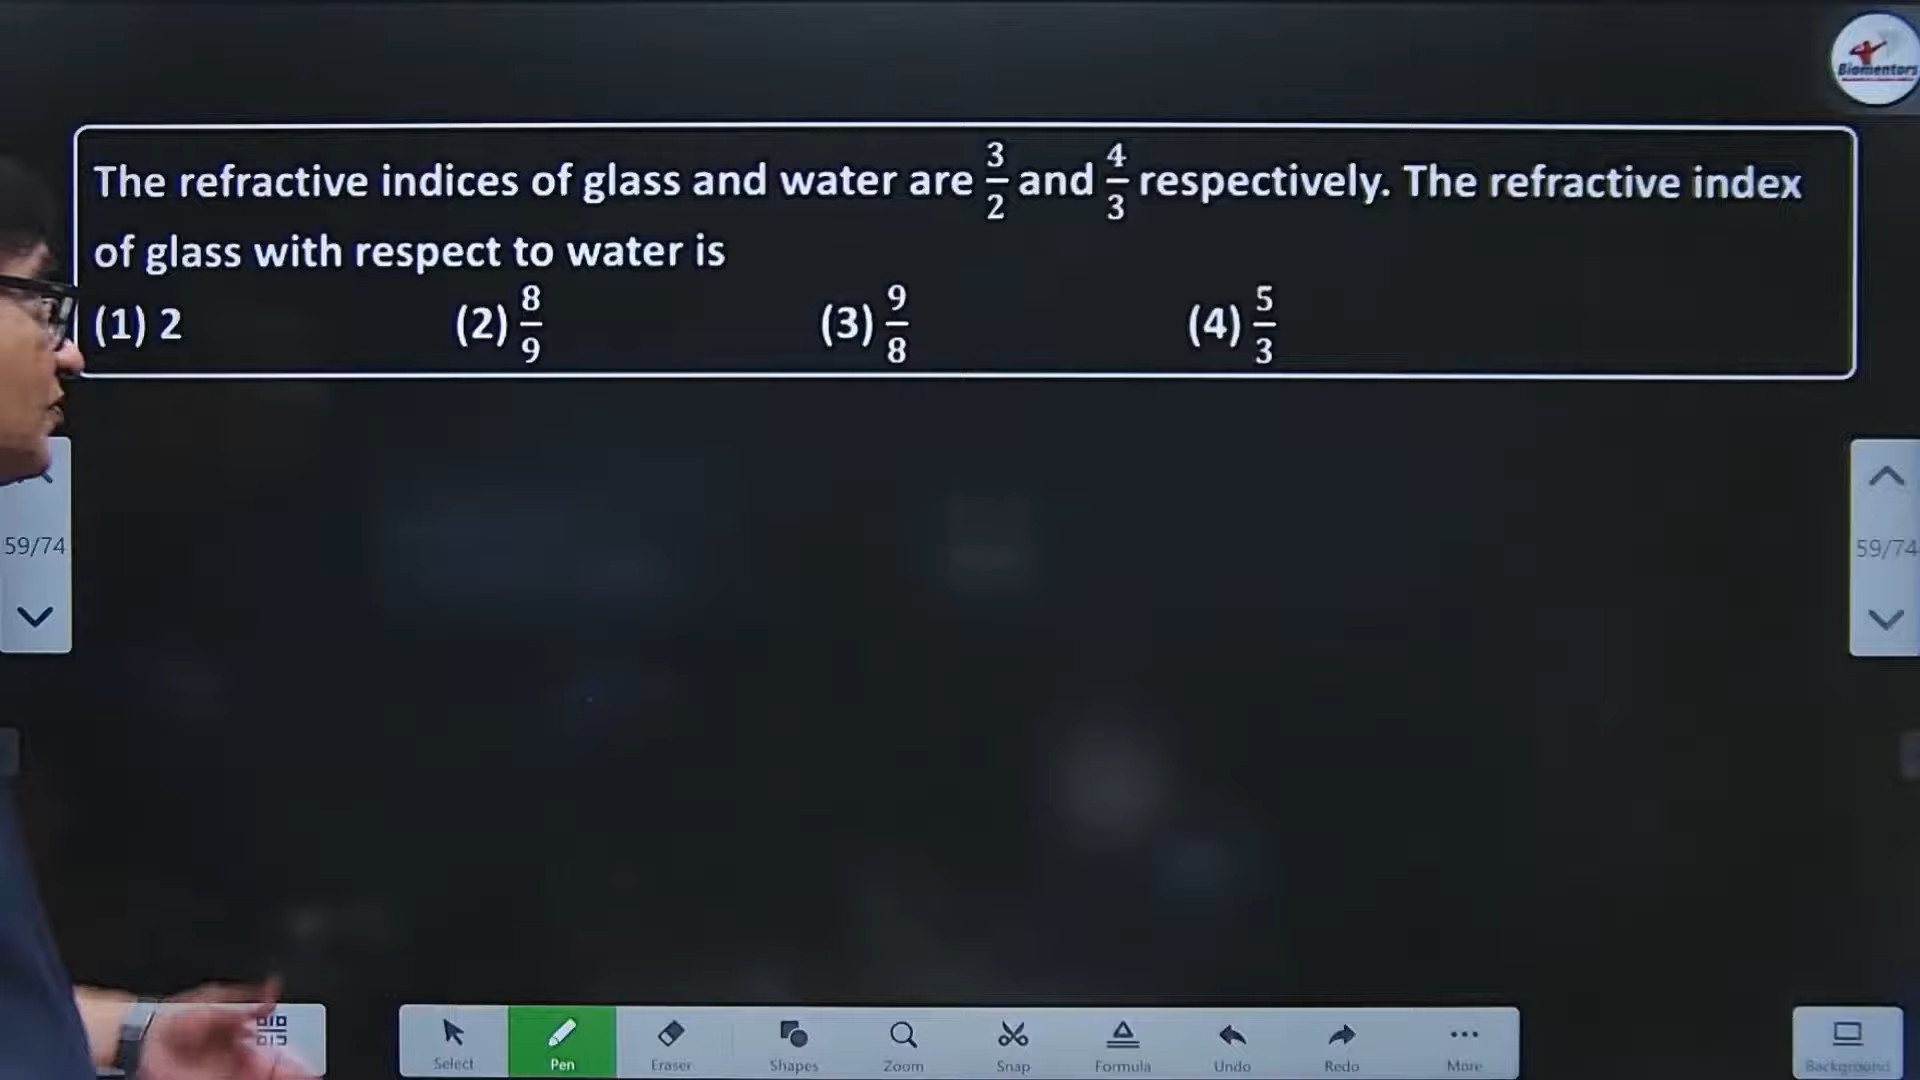 Biomentors
The refractive indices of glass and water are 3/2 and 4/3 respectively. The refractive index
of glass with respect to water is
(1) 2 (2) 8/9 (3) 9/8 (4) 5/3
59/74
59/74
Select Pen Eraser Shapes Zoom Snap Formula Undo Redo More Background